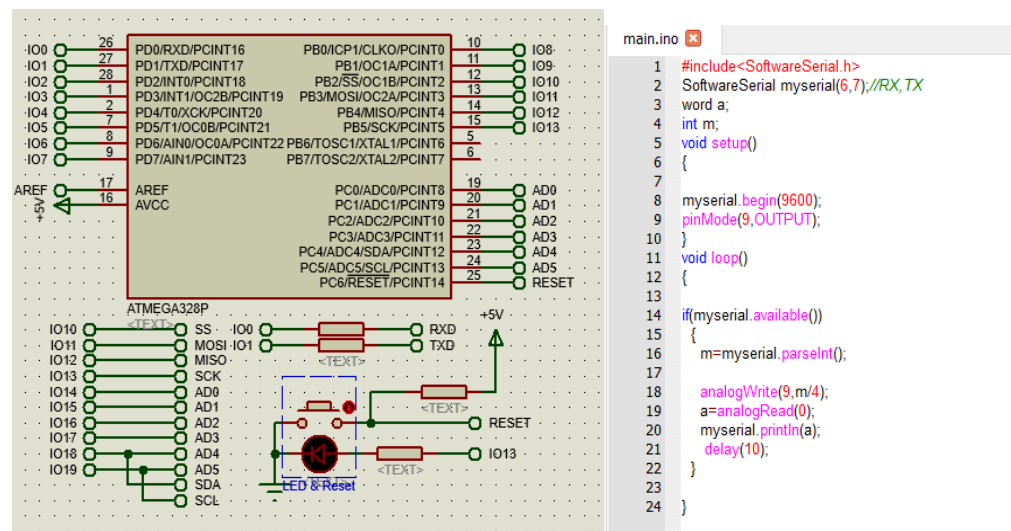 IO0 26 PD0/RXD/PCINT16 PB0/ICP1/CLKO/PCINT0 10 IO8
IO1 27 PD1/TXD/PCINT17 PB1/OC1A/PCINT1 11 IO9
IO2 28 PD2/INT0/PCINT18 PB2/SS/OC1B/PCINT2 12 IO10
IO3 1 PD3/INT1/OC2B/PCINT19 PB3/MOSI/OC2A/PCINT3 13 IO11
IO4 2 PD4/T0/XCK/PCINT20 PB4/MISO/PCINT4 14 IO12
IO5 7 PD5/T1/OC0B/PCINT21 PB5/SCK/PCINT5 15 IO13
IO6 8 PD6/AIN0/OC0A/PCINT22 PB6/TOSC1/XTAL1/PCINT6 5
IO7 9 PD7/AIN1/PCINT23 PB7/TOSC2/XTAL2/PCINT7 6
AREF 17 AREF PC0/ADC0/PCINT8 19 AD0
+5V 16 AVCC PC1/ADC1/PCINT9 20 AD1
PC2/ADC2/PCINT10 21 AD2
PC3/ADC3/PCINT11 22 AD3
PC4/ADC4/SDA/PCINT12 23 AD4
PC5/ADC5/SCL/PCINT13 24 AD5
PC6/RESET/PCINT14 25 RESET
ATMEGA328P
<TEXT>
+5V
IO10 SS IO0 RXD
IO11 MOSI IO1 TXD
IO12 MISO <TEXT>
IO13 SCK
IO14 AD0
IO15 AD1 <TEXT>
IO16 AD2 RESET
IO17 AD3
IO18 AD4 IO13
IO19 AD5 <TEXT>
SDA LED & Reset
<TEXT>
SCL
main.ino
1 #include<SoftwareSerial.h>
2 SoftwareSerial myserial(6,7);//RX,TX
3 word a;
4 int m;
5 void setup()
6 {
7
8 myserial.begin(9600);
9 pinMode(9,OUTPUT);
10 }
11 void loop()
12 {
13
14 if(myserial.available())
15 {
16 m=myserial.parseInt();
17
18 analogWrite(9,m/4);
19 a=analogRead(0);
20 myserial.println(a);
21 delay(10);
22 }
23
24 }